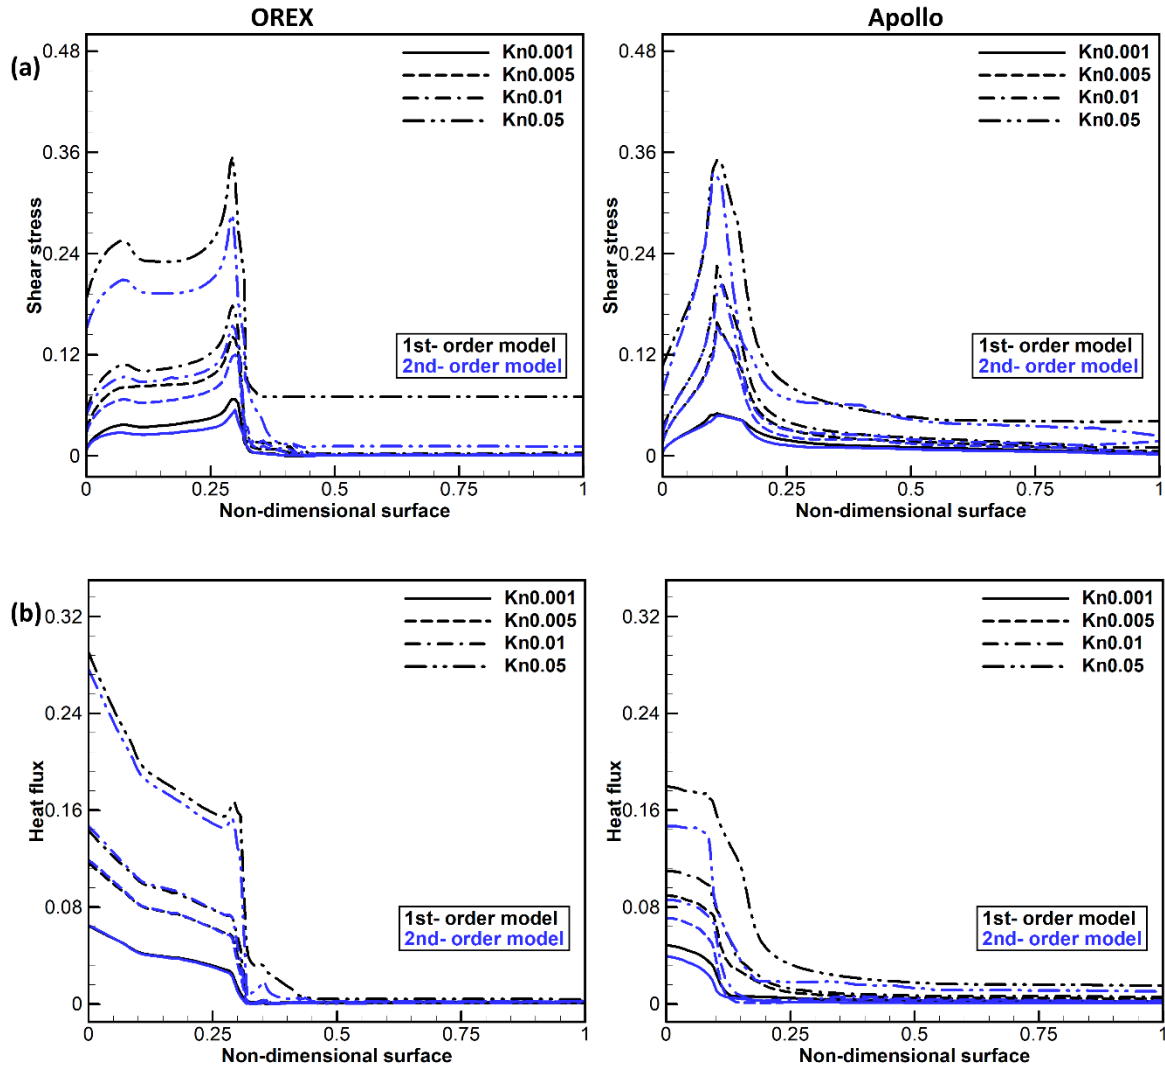 OREX
Apollo
(a)
0.48
0.36
0.24
0.12
0
Shear stress
Kn0.001
Kn0.005
Kn0.01
Kn0.05
1st- order model
2nd- order model
0
0.25
0.5
0.75
1
Non-dimensional surface
0.48
0.36
0.24
0.12
0
Shear stress
Kn0.001
Kn0.005
Kn0.01
Kn0.05
1st- order model
2nd- order model
0
0.25
0.5
0.75
1
Non-dimensional surface
(b)
0.32
0.24
0.16
0.08
0
Heat flux
Kn0.001
Kn0.005
Kn0.01
Kn0.05
1st- order model
2nd- order model
0
0.25
0.5
0.75
1
Non-dimensional surface
0.32
0.24
0.16
0.08
0
Heat flux
Kn0.001
Kn0.005
Kn0.01
Kn0.05
1st- order model
2nd- order model
0
0.25
0.5
0.75
1
Non-dimensional surface